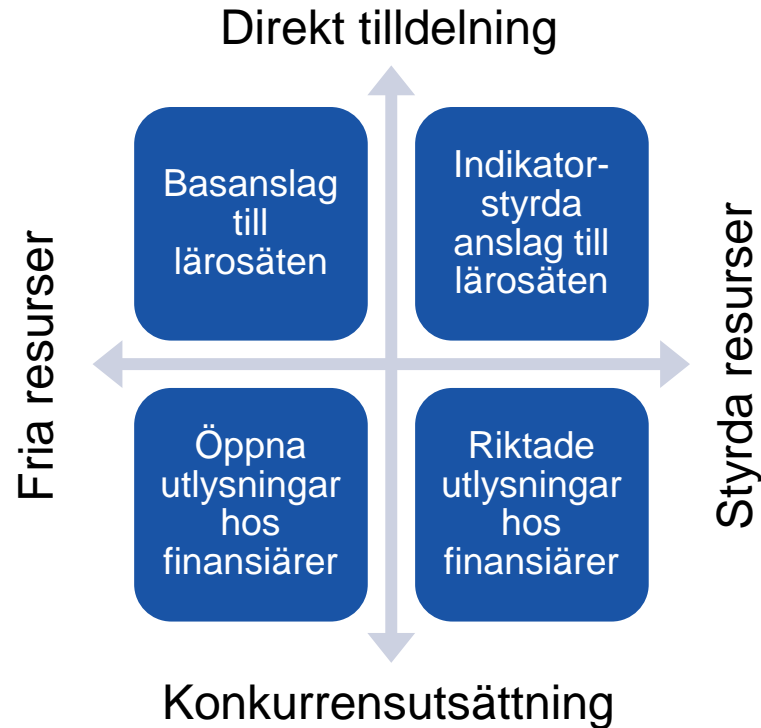 Direkt tilldelning
Basanslag
till
lärosäten
Indikator-
styrda
anslag till
lärosäten
Fria resurser
Styrda resurser
Öppna
utlysningar
hos
finansiärer
Riktade
utlysningar
hos
finansiärer
Konkurrensutsättning